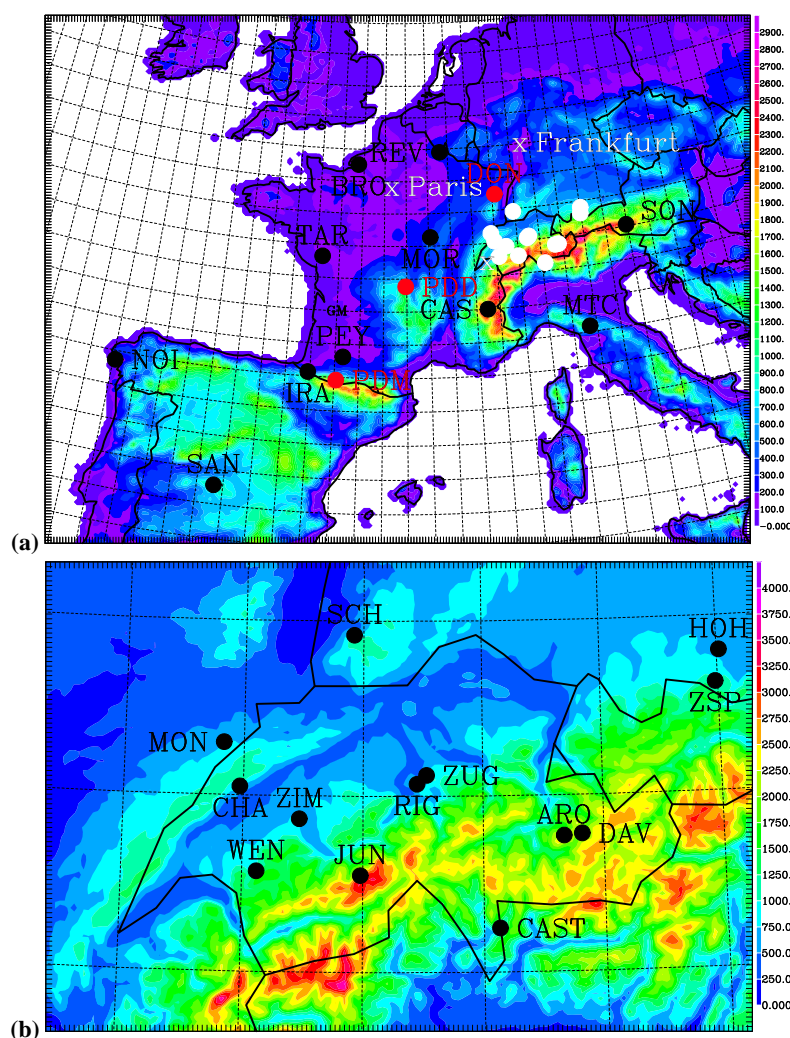 2900.
2800.
2700.
2600.
2500.
2400.
2300.
2200.
2100.
2000.
1900.
1800.
1700.
1600.
1500.
1400.
1300.
1200.
1100.
1000.
900.0
800.0
700.0
600.0
500.0
400.0
300.0
200.0
100.0
−0.000
x Frankfurt
REV
DON
BRO
x Paris
SON
TAR
MOR
PDD
CAS
MTC
GM
PEY
NOI
PDM
IRA
SAN
(a)
4000.
3750.
3500.
3250.
3000.
2750.
2500.
2250.
2000.
1750.
1500.
1250.
1000.
750.0
500.0
250.0
0.000
SCH
HOH
ZSP
MON
ZUG
CHA
ZIM
RIG
ARO
DAV
WEN
JUN
CAST
(b)